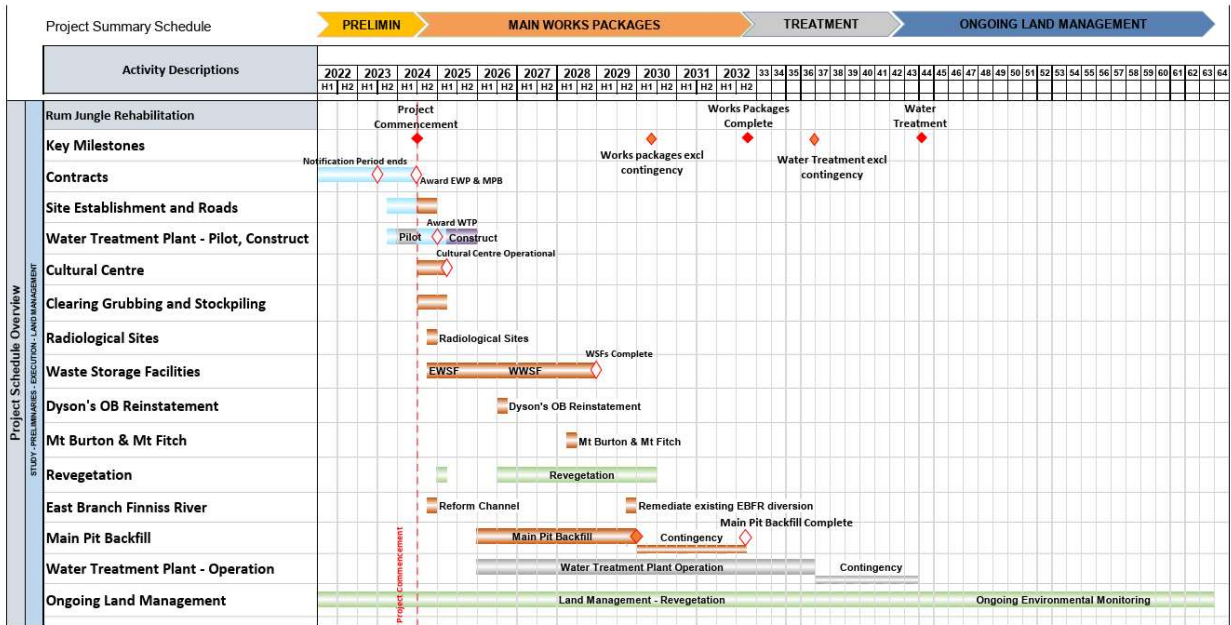 Project Summary Schedule
PRELIMIN
MAIN WORKS PACKAGES
TREATMENT
ONGOING LAND MANAGEMENT
Activity Descriptions
2022 2023 2024 2025 2026 2027 2028 2029 2030 2031 2032 33 34 35 36 37 38 39 40 41 42 43 44 45 46 47 48 49 50 51 52 53 54 55 56 57 58 59 60 61 62 63 64
H1 H2 H1 H2 H1 H2 H1 H2 H1 H2 H1 H2 H1 H2 H1 H2 H1 H2 H1 H2 H1 H2
Project Schedule Overview
STUDY - PRELIMINARIES - EXECUTION - LAND MANAGEMENT
Rum Jungle Rehabilitation
Project
Commencement
Works Packages
Complete
Water
Treatment
Key Milestones
Works packages excl
contingency
Water Treatment excl
contingency
Notification Period ends
Contracts
Award EWP & MPB
Site Establishment and Roads
Award WTP
Water Treatment Plant - Pilot, Construct
Pilot
Construct
Cultural Centre Operational
Cultural Centre
Clearing Grubbing and Stockpiling
Radiological Sites
Radiological Sites
WSFs Complete
Waste Storage Facilities
EWSF
WWSF
Dyson's OB Reinstatement
Dyson's OB Reinstatement
Mt Burton & Mt Fitch
Mt Burton & Mt Fitch
Revegetation
Revegetation
East Branch Finniss River
Reform Channel
Remediate existing EBFR diversion
Main Pit Backfill Complete
Main Pit Backfill
Main Pit Backfill
Contingency
Water Treatment Plant - Operation
Water Treatment Plant Operation
Contingency
Project Commencement
Ongoing Land Management
Land Management - Revegetation
Ongoing Environmental Monitoring